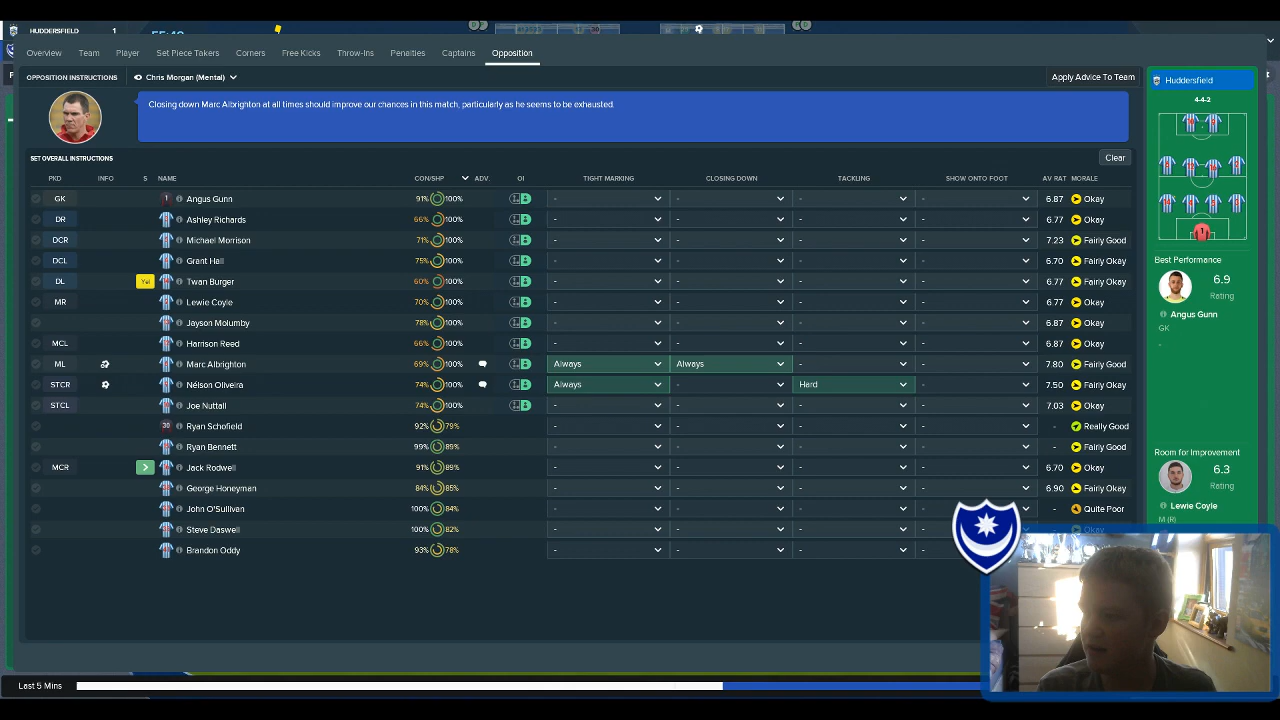 HUDDERSFIELD 1
Overview Team Player Set Piece Takers Corners Free Kicks Throw-Ins Penalties Captains Opposition
OPPOSITION INSTRUCTIONS Chris Morgan (Mental) Apply Advice To Team
Closing down Marc Albrighton at all times should improve our chances in this match, particularly as he seems to be exhausted.
SET OVERALL INSTRUCTIONS Clear
PKD INFO S NAME CON/SHP ADV. OI TIGHT MARKING CLOSING DOWN TACKLING SHOW ONTO FOOT AV RAT MORALE
GK 1 Angus Gunn 91% 100% - - - - 6.87 Okay
DR Ashley Richards 66% 100% - - - - 6.77 Okay
DCR Michael Morrison 71% 100% - - - - 7.23 Fairly Good
DCL Grant Hall 75% 100% - - - - 6.70 Fairly Okay
DL Yel Twan Burger 60% 100% - - - - 6.77 Fairly Okay
MR Lewie Coyle 70% 100% - - - - 6.77 Okay
Jayson Molumby 78% 100% - - - - 6.87 Okay
MCL Harrison Reed 66% 100% - - - - 6.87 Okay
ML Marc Albrighton 69% 100% Always Always - - 7.80 Fairly Good
STCR Nélson Oliveira 74% 100% Always - Hard - 7.50 Fairly Okay
STCL Joe Nuttall 74% 100% - - - - 7.03 Okay
38 Ryan Schofield 92% 79% - - - - - Really Good
Ryan Bennett 99% 89% - - - - - Fairly Good
MCR Jack Rodwell 91% 89% - - - - 6.70 Okay
George Honeyman 84% 85% - - - - 6.90 Fairly Okay
John O'Sullivan 100% 84% - - - - - Quite Poor
Steve Daswell 100% 82% - - - - Okay
Brandon Oddy 93% 78% - - -
Huddersfield
4-4-2
1
Best Performance
6.9
Rating
Angus Gunn
GK
-
Room for Improvement
6.3
Rating
Lewie Coyle
M (R)
Last 5 Mins